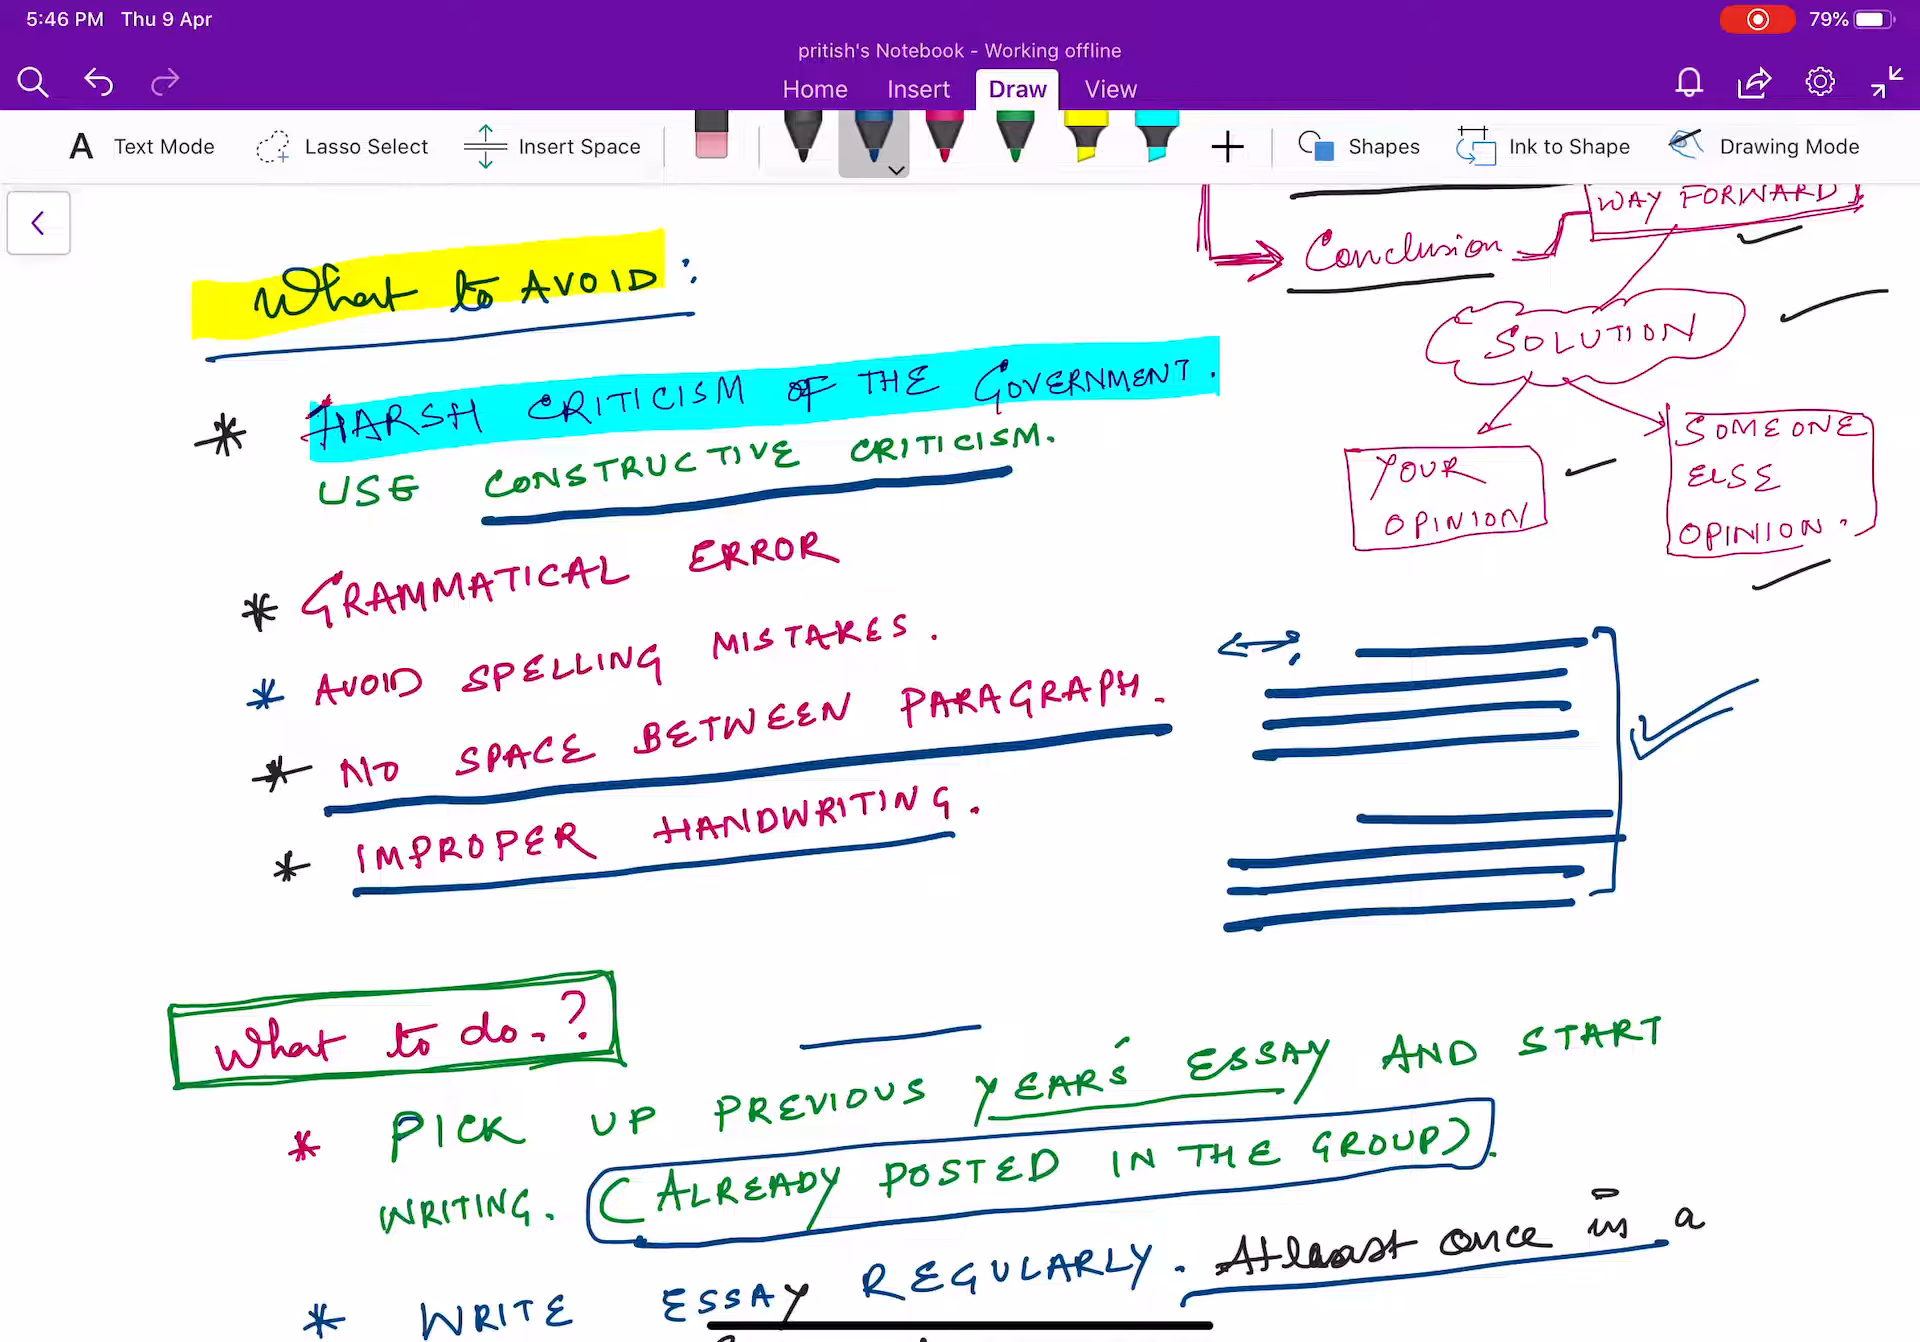 5:46 PM Thu 9 Apr
79%
pritish's Notebook - Working offline
Home Insert Draw View
A Text Mode Lasso Select Insert Space Shapes Ink to Shape Drawing Mode
WAY FORWARD
Conclusion
SOLUTION
YOUR
OPINION
SOMEONE
ELSE
OPINION.
What to AVOID :
* HARSH CRITICISM OF THE GOVERNMENT.
USE CONSTRUCTIVE CRITICISM.
* GRAMMATICAL ERROR
* AVOID SPELLING MISTAKES.
* NO SPACE BETWEEN PARAGRAPH.
* IMPROPER HANDWRITING.
What to do.?
* PICK UP PREVIOUS YEAR'S ESSAY AND START
WRITING. (ALREADY POSTED IN THE GROUP).
* WRITE ESSAY REGULARLY. Atleast once in a